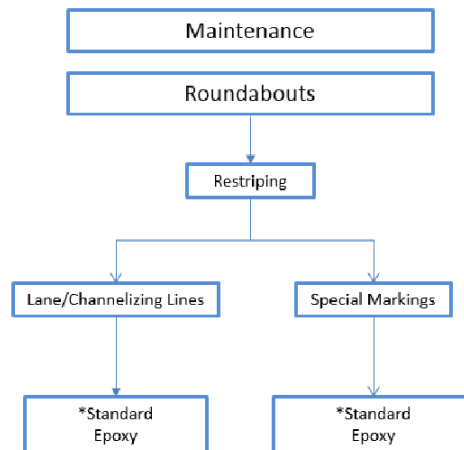 Maintenance
Roundabouts
Restriping
Lane/Channelizing Lines
Special Markings
*Standard
Epoxy
*Standard
Epoxy